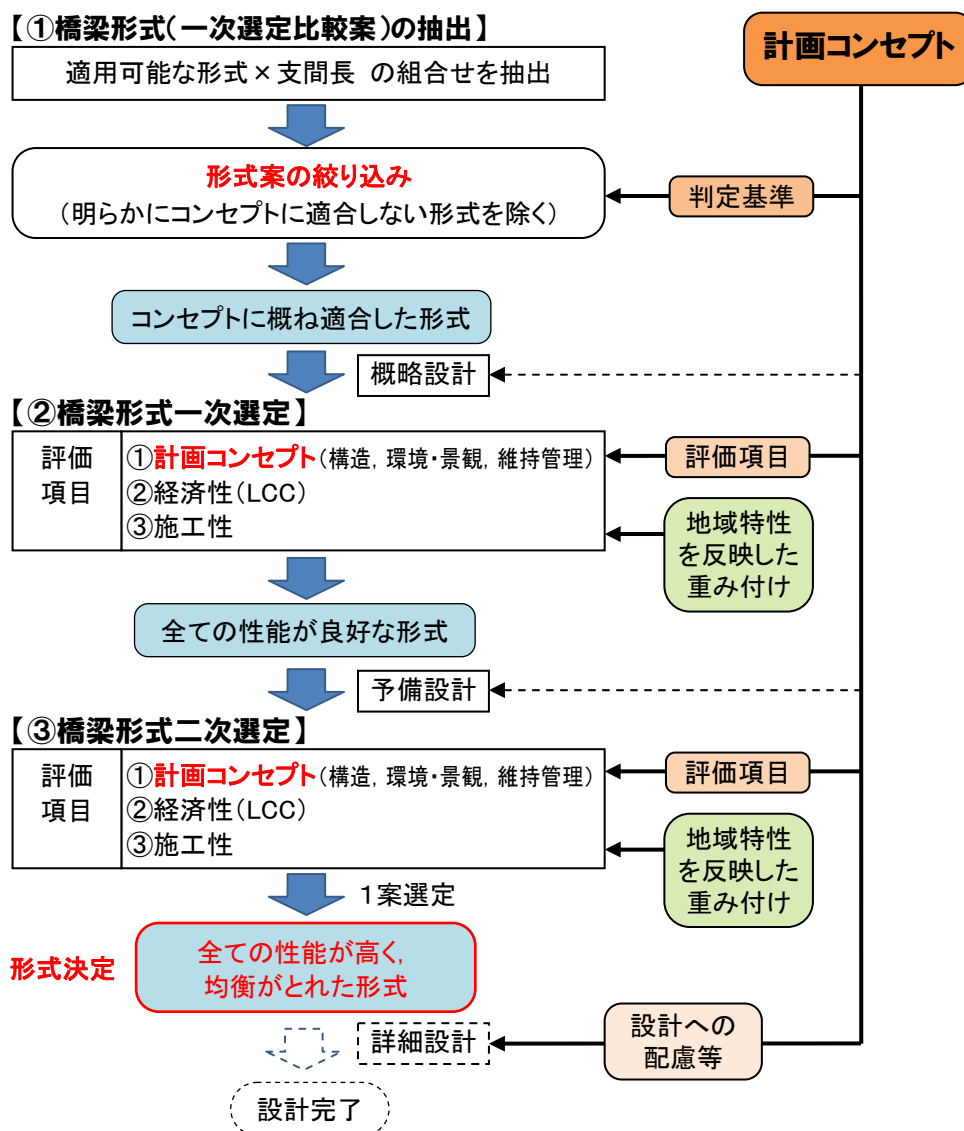 【①橋梁形式(一次選定比較案)の抽出】
計画コンセプト
適用可能な形式×支間長 の組合せを抽出
形式案の絞り込み
(明らかにコンセプトに適合しない形式を除く)
判定基準
コンセプトに概ね適合した形式
概略設計
【②橋梁形式一次選定】
評価
項目
①計画コンセプト(構造, 環境・景観, 維持管理)
②経済性(LCC)
③施工性
評価項目
地域特性
を反映した
重み付け
全ての性能が良好な形式
予備設計
【③橋梁形式二次選定】
評価
項目
①計画コンセプト(構造, 環境・景観, 維持管理)
②経済性(LCC)
③施工性
評価項目
地域特性
を反映した
重み付け
1案選定
形式決定
全ての性能が高く,
均衡がとれた形式
詳細設計
設計への
配慮等
設計完了